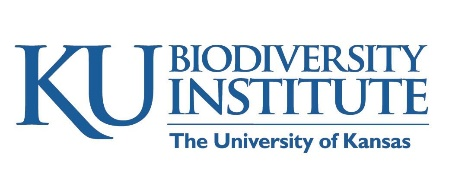 KU BIODIVERSITY
INSTITUTE
The University of Kansas